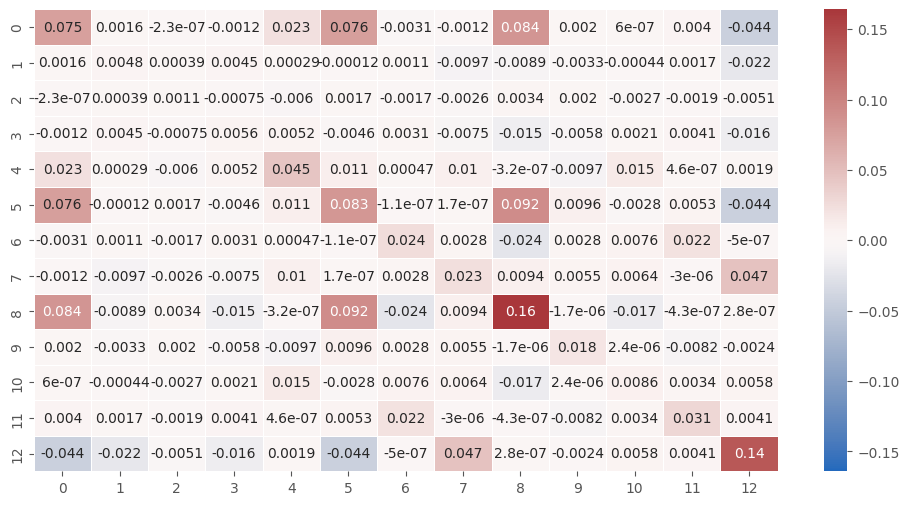 0 0.075 0.0016 -2.3e-07 -0.0012 0.023 0.076 -0.0031 -0.0012 0.084 0.002 6e-07 0.004 -0.044
1 0.0016 0.0048 0.00039 0.0045 0.00029 -0.00012 0.0011 -0.0097 -0.0089 -0.0033 -0.00044 0.0017 -0.022
2 -2.3e-07 0.00039 0.0011 -0.00075 -0.006 0.0017 -0.0017 -0.0026 0.0034 0.002 -0.0027 -0.0019 -0.0051
3 -0.0012 0.0045 -0.00075 0.0056 0.0052 -0.0046 0.0031 -0.0075 -0.015 -0.0058 0.0021 0.0041 -0.016
4 0.023 0.00029 -0.006 0.0052 0.045 0.011 0.00047 0.01 -3.2e-07 -0.0097 0.015 4.6e-07 0.0019
5 0.076 -0.00012 0.0017 -0.0046 0.011 0.083 -1.1e-07 1.7e-07 0.092 0.0096 -0.0028 0.0053 -0.044
6 -0.0031 0.0011 -0.0017 0.0031 0.00047 -1.1e-07 0.024 0.0028 -0.024 0.0028 0.0076 0.022 -5e-07
7 -0.0012 -0.0097 -0.0026 -0.0075 0.01 1.7e-07 0.0028 0.023 0.0094 0.0055 0.0064 -3e-06 0.047
8 0.084 -0.0089 0.0034 -0.015 -3.2e-07 0.092 -0.024 0.0094 0.16 -1.7e-06 -0.017 -4.3e-07 2.8e-07
9 0.002 -0.0033 0.002 -0.0058 -0.0097 0.0096 0.0028 0.0055 -1.7e-06 0.018 2.4e-06 -0.0082 -0.0024
10 6e-07 -0.00044 -0.0027 0.0021 0.015 -0.0028 0.0076 0.0064 -0.017 2.4e-06 0.0086 0.0034 0.0058
11 0.004 0.0017 -0.0019 0.0041 4.6e-07 0.0053 0.022 -3e-06 -4.3e-07 -0.0082 0.0034 0.031 0.0041
12 -0.044 -0.022 -0.0051 -0.016 0.0019 -0.044 -5e-07 0.047 2.8e-07 -0.0024 0.0058 0.0041 0.14
0 1 2 3 4 5 6 7 8 9 10 11 12
0.15
0.10
0.05
0.00
−0.05
−0.10
−0.15